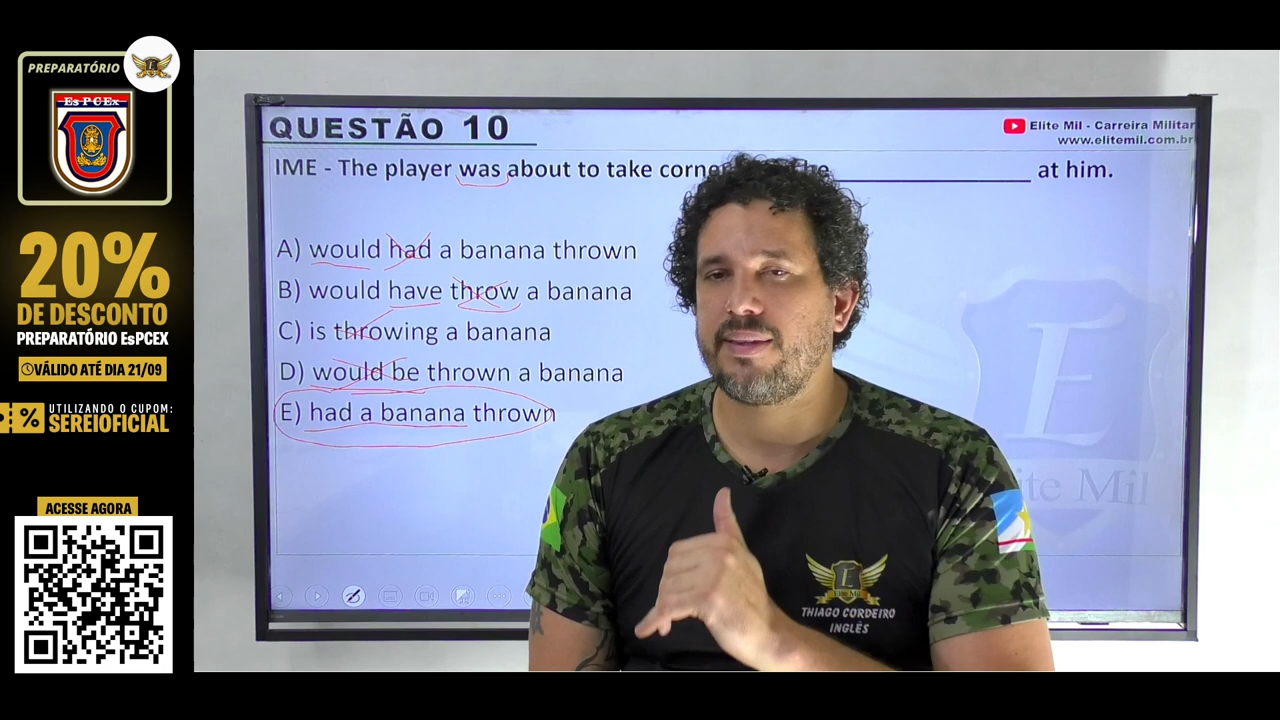 PREPARATÓRIO
EsPCEx
20%
DE DESCONTO
PREPARATÓRIO EsPCEX
VÁLIDO ATÉ DIA 21/09
%
UTILIZANDO O CUPOM:
SEREIOFICIAL
ACESSE AGORA
QUESTÃO 10
Elite Mil - Carreira Militar
www.elitemil.com.br
IME - The player was about to take corner he at him.
A) would had a banana thrown
B) would have throw a banana
C) is throwing a banana
D) would be thrown a banana
E) had a banana thrown
Elite Mil
THIAGO CORDEIRO
INGLÊS